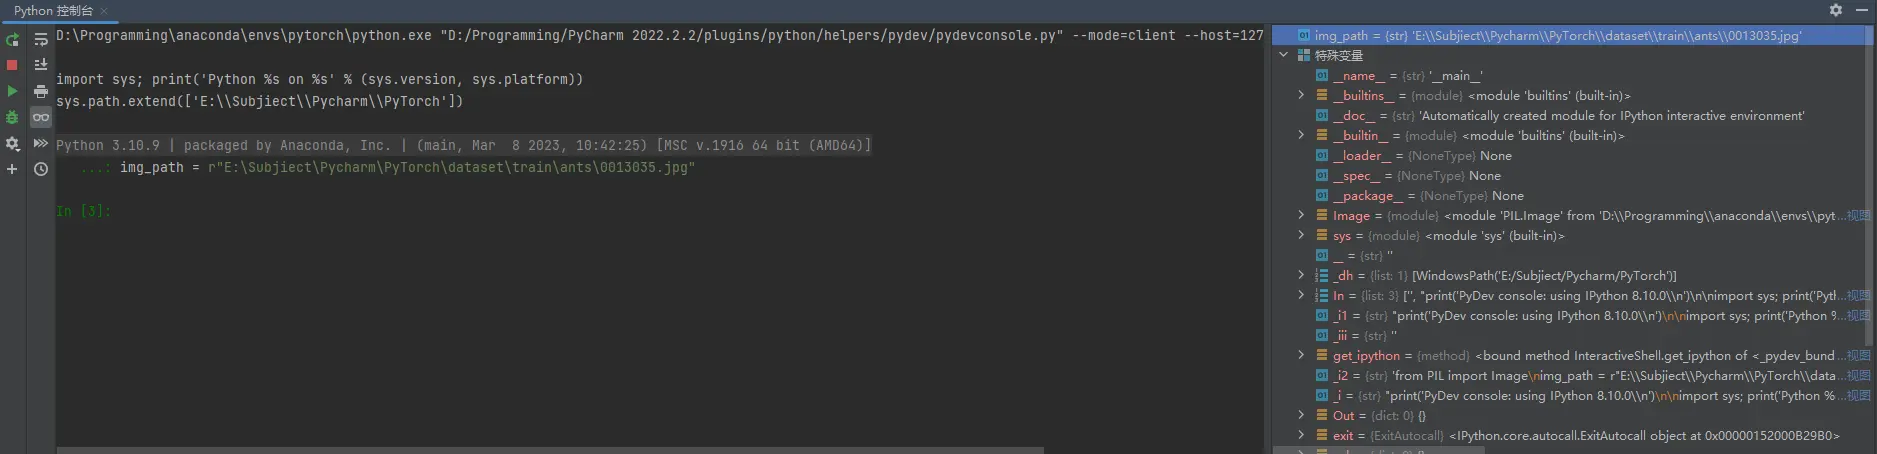 Python 控制台
D:\Programming\anaconda\envs\pytorch\python.exe "D:/Programming/PyCharm 2022.2.2/plugins/python/helpers/pydev/pydevconsole.py" --mode=client --host=127
import sys; print('Python %s on %s' % (sys.version, sys.platform))
sys.path.extend(['E:\\Subjiect\\Pycharm\\PyTorch'])
Python 3.10.9 | packaged by Anaconda, Inc. | (main, Mar  8 2023, 10:42:25) [MSC v.1916 64 bit (AMD64)]
...: img_path = r"E:\Subjiect\Pycharm\PyTorch\dataset\train\ants\0013035.jpg"
In [3]:
img_path = {str} 'E:\\Subjiect\\Pycharm\\PyTorch\\dataset\\train\\ants\\0013035.jpg'
特殊变量
__name__ = {str} '__main__'
__builtins__ = {module} <module 'builtins' (built-in)>
__doc__ = {str} 'Automatically created module for IPython interactive environment'
__builtin__ = {module} <module 'builtins' (built-in)>
__loader__ = {NoneType} None
__spec__ = {NoneType} None
__package__ = {NoneType} None
Image = {module} <module 'PIL.Image' from 'D:\\Programming\\anaconda\\envs\\pyt...视图
sys = {module} <module 'sys' (built-in)>
__ = {str} ''
_dh = {list: 1} [WindowsPath('E:/Subjiect/Pycharm/PyTorch')]
In = {list: 3} ['', "print('PyDev console: using IPython 8.10.0\\n')\n\nimport sys; print('Pyth...视图
_i1 = {str} "print('PyDev console: using IPython 8.10.0\\n')\n\nimport sys; print('Python %...视图
_iii = {str} ''
get_ipython = {method} <bound method InteractiveShell.get_ipython of <_pydev_bund...视图
_i2 = {str} 'from PIL import Image\nimg_path = r"E:\\Subjiect\\Pycharm\\PyTorch\\data...视图
_i = {str} "print('PyDev console: using IPython 8.10.0\\n')\n\nimport sys; print('Python %...视图
Out = {dict: 0} {}
exit = {ExitAutocall} <IPython.core.autocall.ExitAutocall object at 0x00000152000B29B0>